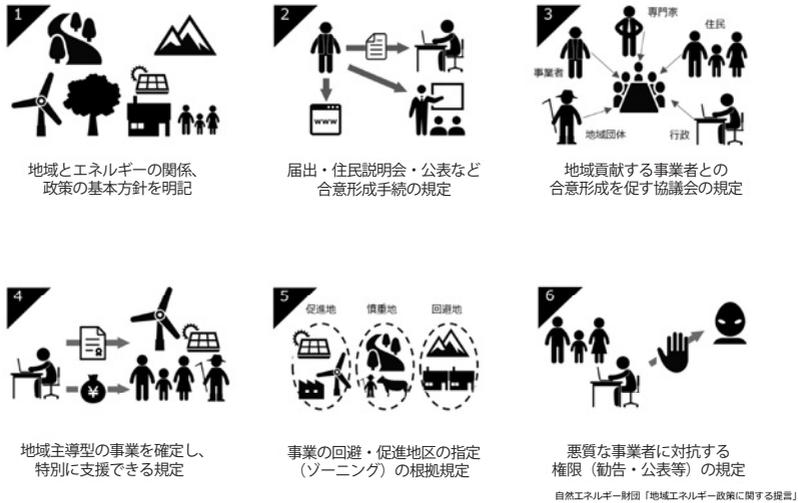 1
地域とエネルギーの関係、
政策の基本方針を明記
2
WWW
届出・住民説明会・公表など
合意形成手続の規定
3
専門家
住民
事業者
地域団体
行政
地域貢献する事業者との
合意形成を促す協議会の規定
4
¥
地域主導型の事業を確定し、
特別に支援できる規定
5
促進地
慎重地
回避地
事業の回避・促進地区の指定
（ゾーニング）の根拠規定
6
悪質な事業者に対抗する
権限（勧告・公表等）の規定
自然エネルギー財団「地域エネルギー政策に関する提言」